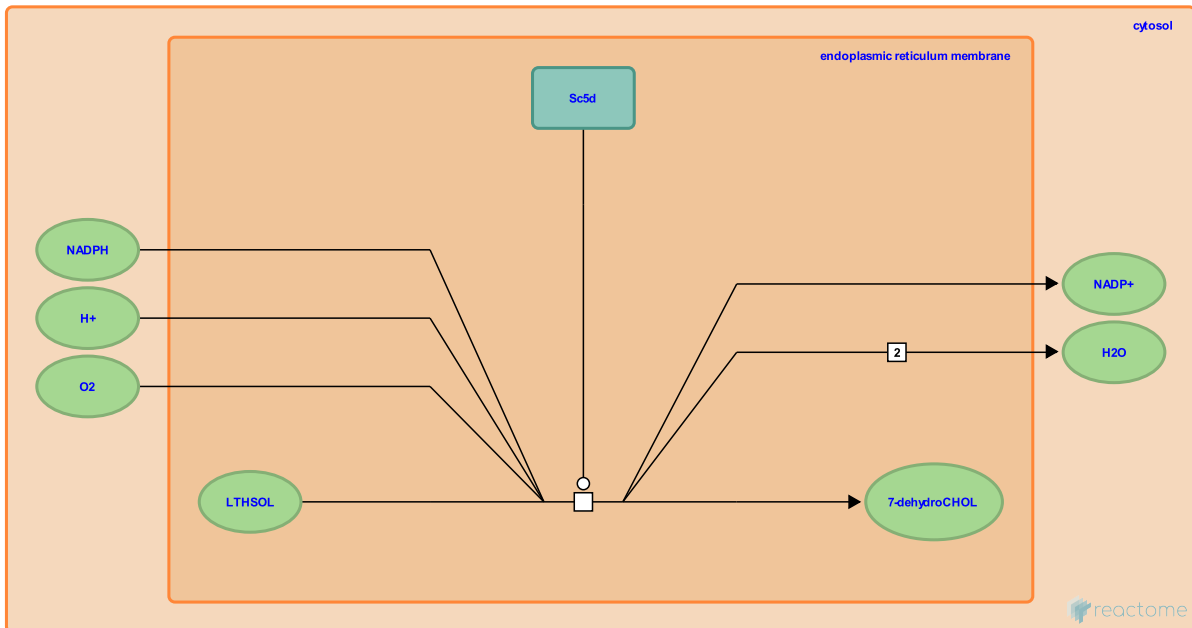 cytosol
endoplasmic reticulum membrane
Sc5d
NADPH
NADP+
H+
H2O
2
O2
LTHSOL
7-dehydroCHOL
reactome